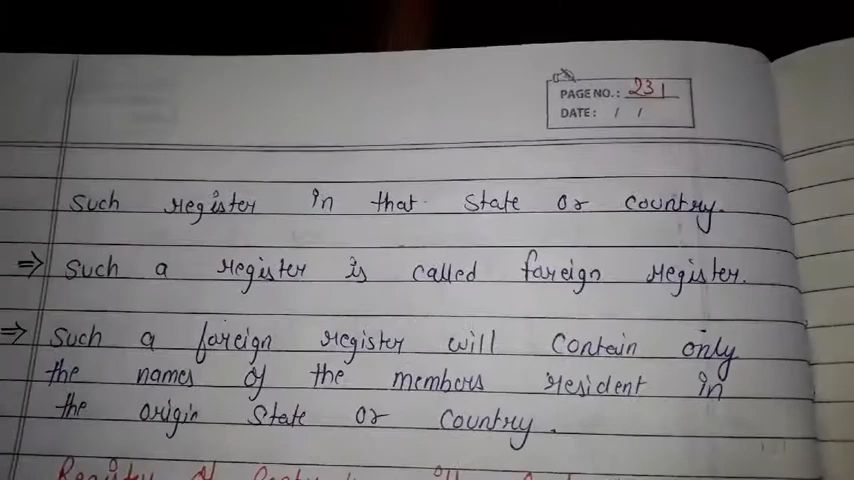 PAGE NO.: 231
DATE: / /
such register in that state or country.
⇒ such a register is called foreign register.
⇒ such a foreign register will contain only
the names of the members resident in
the origin state or country.